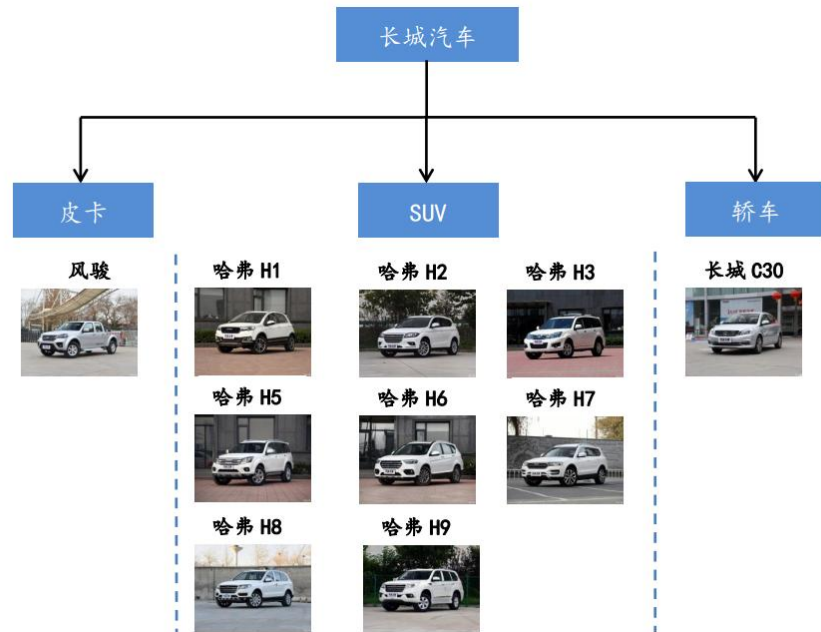 长城汽车
皮卡 SUV 轿车
风骏 哈弗 H1 哈弗 H2 哈弗 H3 长城 C30
哈弗 H5 哈弗 H6 哈弗 H7
哈弗 H8 哈弗 H9